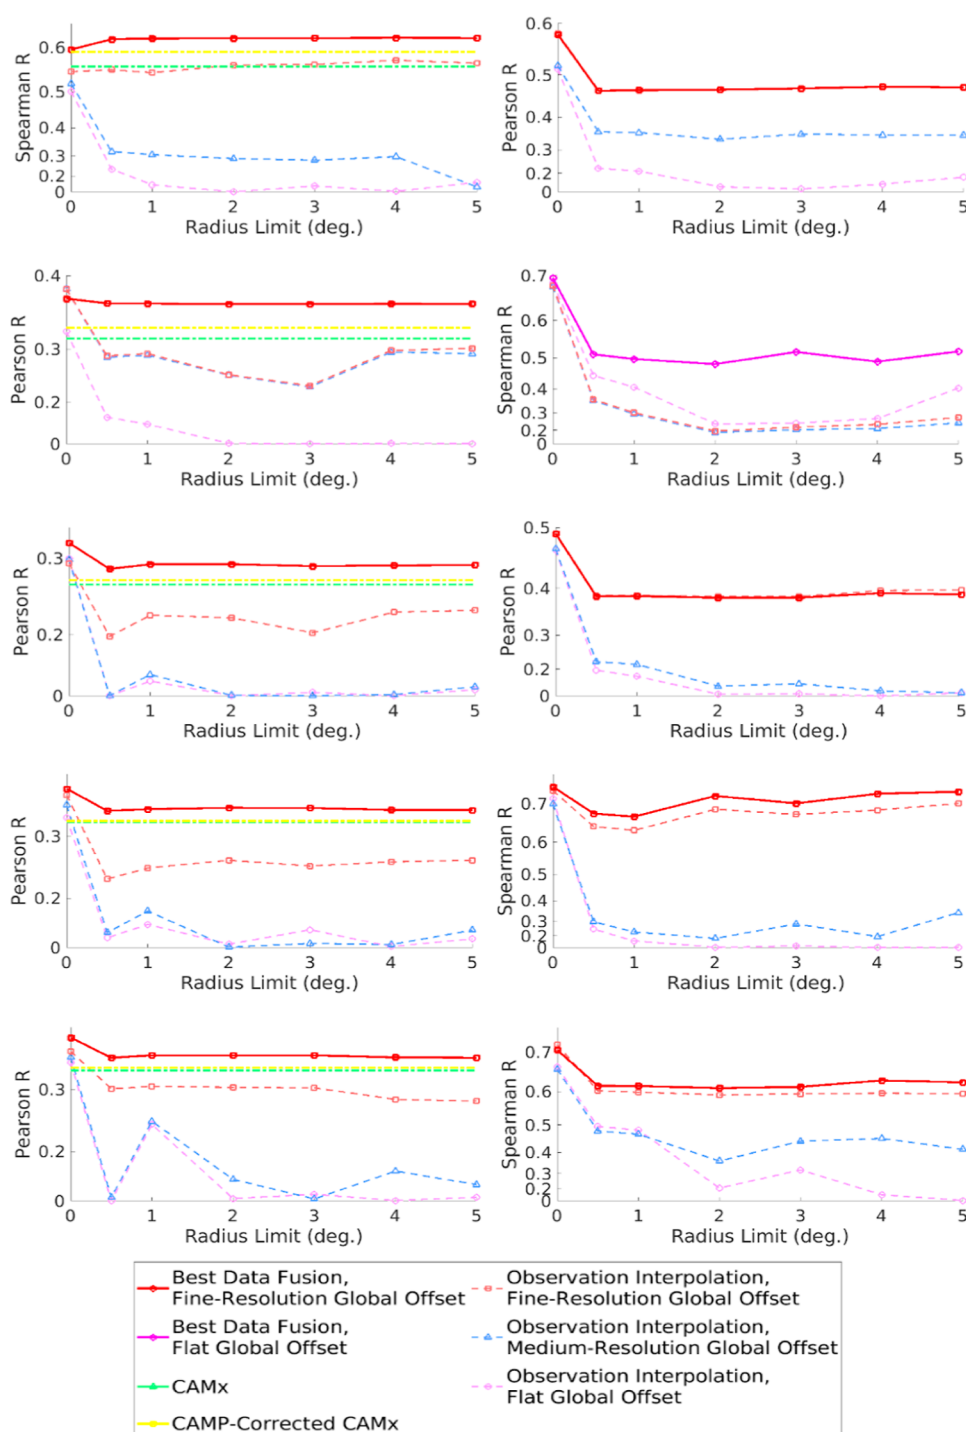 0.6
0.5
0.4
0.3
0.2
0
Spearman R
0 1 2 3 4 5
Radius Limit (deg.)
0.6
0.5
0.4
0.3
0.2
0
Pearson R
0 1 2 3 4 5
Radius Limit (deg.)
0.4
0.3
0.2
0
Pearson R
0 1 2 3 4 5
Radius Limit (deg.)
0.7
0.6
0.5
0.4
0.3
0.2
0
Spearman R
0 1 2 3 4 5
Radius Limit (deg.)
0.3
0.2
0
Pearson R
0 1 2 3 4 5
Radius Limit (deg.)
0.5
0.4
0.3
0.2
0
Pearson R
0 1 2 3 4 5
Radius Limit (deg.)
0.3
0.2
0
Pearson R
0 1 2 3 4 5
Radius Limit (deg.)
0.7
0.6
0.5
0.4
0.3
0.2
0
Spearman R
0 1 2 3 4 5
Radius Limit (deg.)
0.3
0.2
0
Pearson R
0 1 2 3 4 5
Radius Limit (deg.)
0.7
0.6
0.5
0.4
0.3
0.2
0
Spearman R
0 1 2 3 4 5
Radius Limit (deg.)
Best Data Fusion,
Fine-Resolution Global Offset
Best Data Fusion,
Flat Global Offset
CAMx
CAMP-Corrected CAMx
Observation Interpolation,
Fine-Resolution Global Offset
Observation Interpolation,
Medium-Resolution Global Offset
Observation Interpolation,
Flat Global Offset